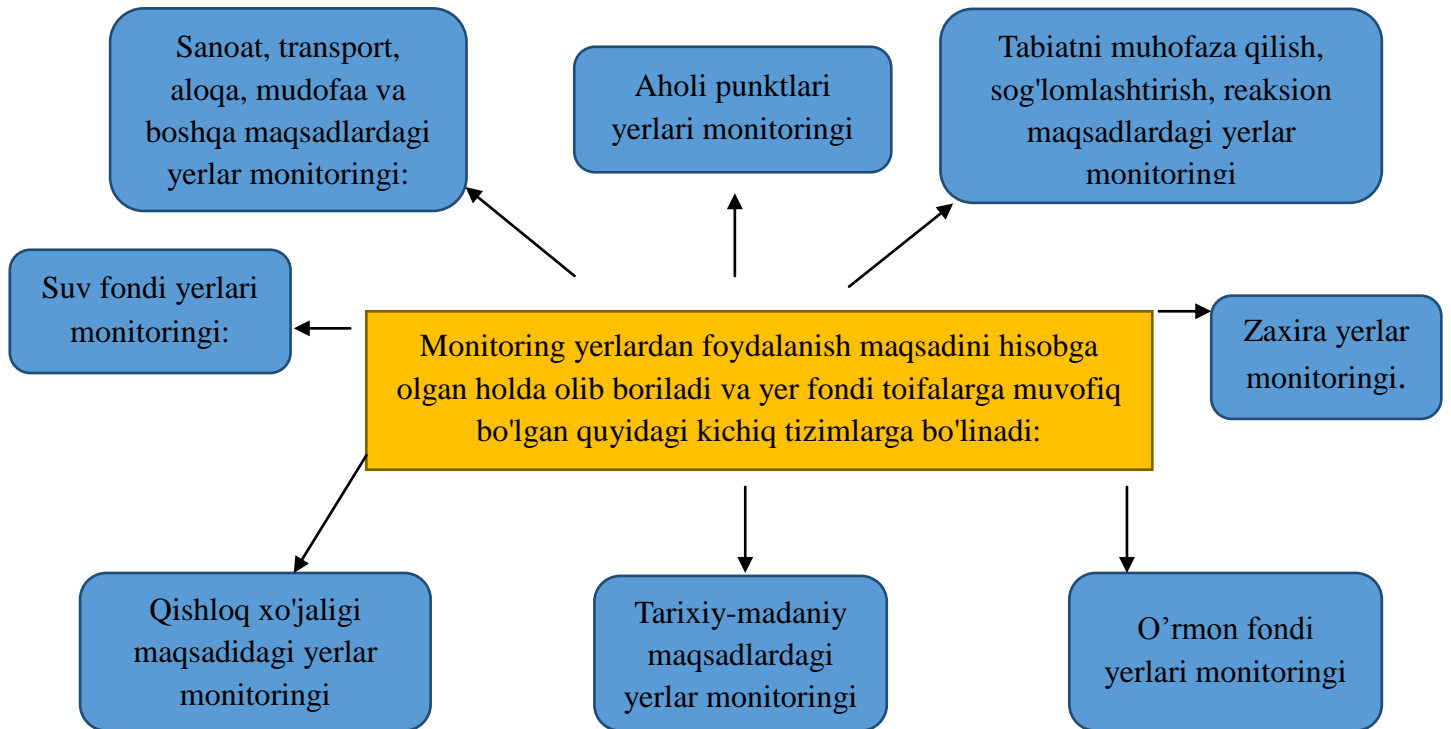 Sanoat, transport,
aloqa, mudofaa va
boshqa maqsadlardagi
yerlar monitoringi:
Aholi punktlari
yerlari monitoringi
Tabiatni muhofaza qilish,
sog'lomlashtirish, reaksion
maqsadlardagi yerlar
monitoringi
Suv fondi yerlari
monitoringi:
Monitoring yerlardan foydalanish maqsadini hisobga
olgan holda olib boriladi va yer fondi toifalarga muvofiq
bo'lgan quyidagi kichiq tizimlarga bo'linadi:
Zaxira yerlar
monitoringi.
Qishloq xo'jaligi
maqsadidagi yerlar
monitoringi
Tarixiy-madaniy
maqsadlardagi
yerlar monitoringi
O’rmon fondi
yerlari monitoringi